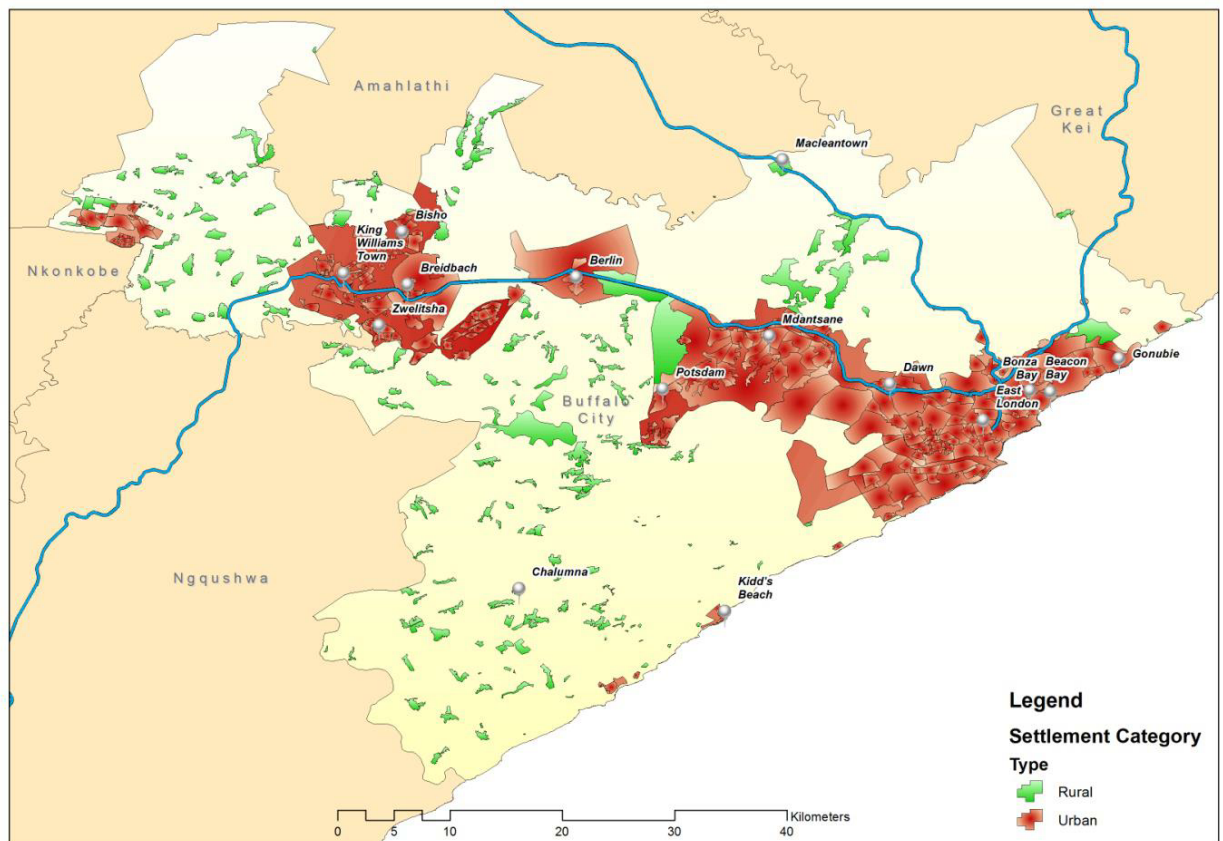 Amahlathi
Great
Kei
Macleantown
Bisho
King
Williams
Town
Nkonkobe
Breidbach
Berlin
Zwelitsha
Mdantsane
Bonza
Bay
Beacon
Bay
Gonubie
Dawn
East
London
Potsdam
Buffalo
City
Ngqushwa
Chalumna
Kidd's
Beach
Legend
Settlement Category
Type
Rural
Urban
Kilometers
0 5 10 20 30 40